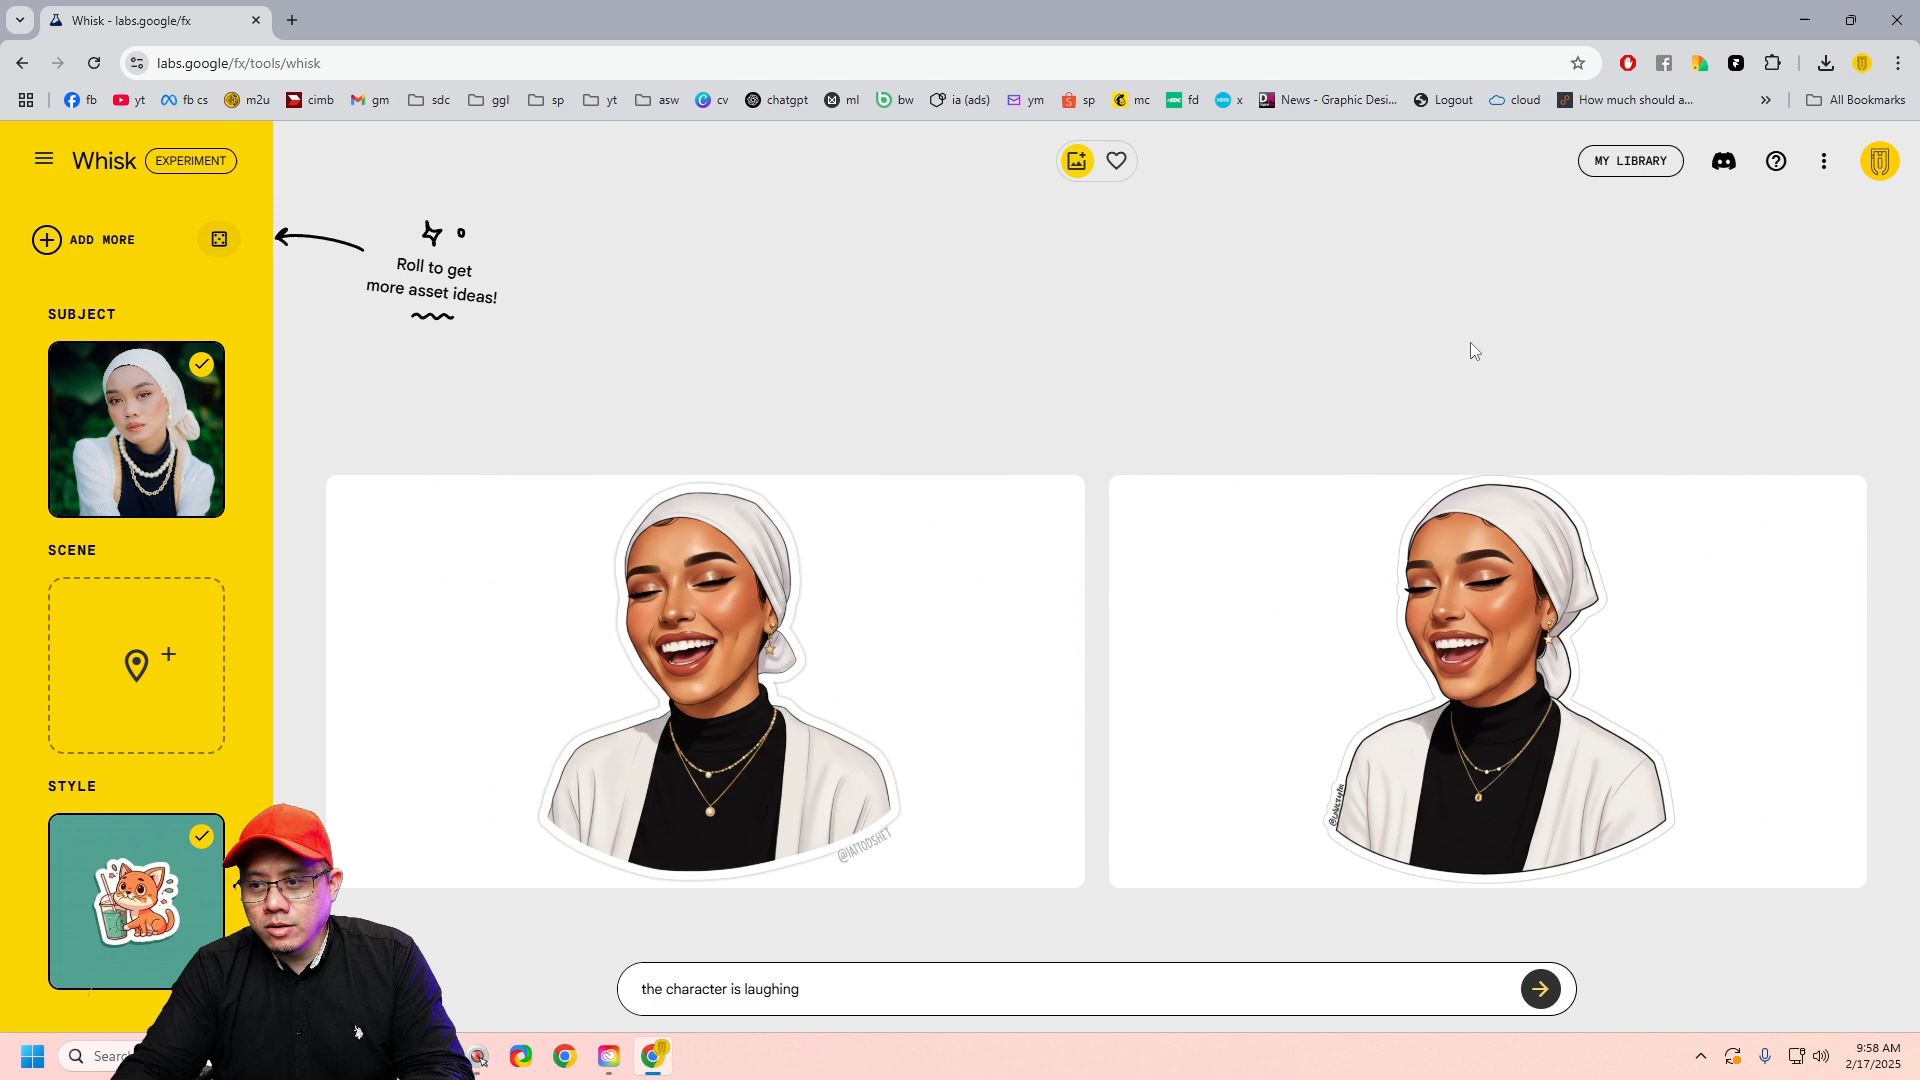 Whisk - labs.google/fx
labs.google/fx/tools/whisk
fb
yt
fb cs
m2u
cimb
gm
sdc
ggl
sp
yt
asw
cv
chatgpt
ml
bw
ia (ads)
ym
sp
mc
fd
x
News - Graphic Desi...
Logout
cloud
How much should a...
All Bookmarks
Whisk
EXPERIMENT
MY LIBRARY
ADD MORE
Roll to get
more asset ideas!
SUBJECT
SCENE
STYLE
@IATTODSHET
the character is laughing
9:58 AM
2/17/2025